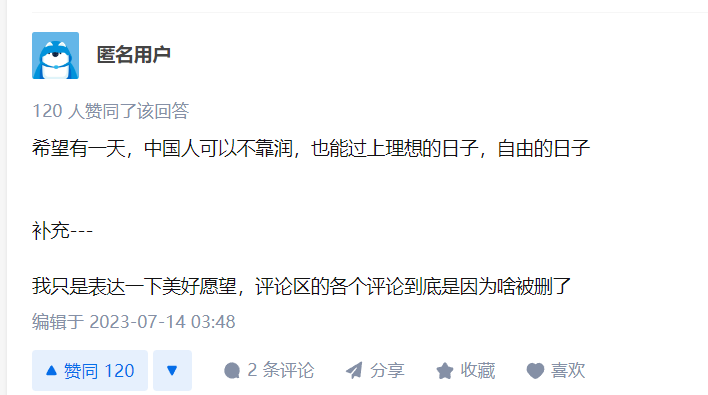 匿名用户
120 人赞同了该回答
希望有一天，中国人可以不靠润，也能过上理想的日子，自由的日子
补充---
我只是表达一下美好愿望，评论区的各个评论到底是因为啥被删了
编辑于 2023-07-14 03:48
赞同 120 2 条评论 分享 收藏 喜欢